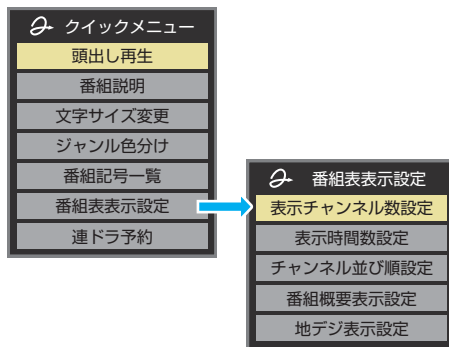 クイックメニュー
頭出し再生
番組説明
文字サイズ変更
ジャンル色分け
番組記号一覧
番組表表示設定
連ドラ予約
番組表表示設定
表示チャンネル数設定
表示時間数設定
チャンネル並び順設定
番組概要表示設定
地デジ表示設定